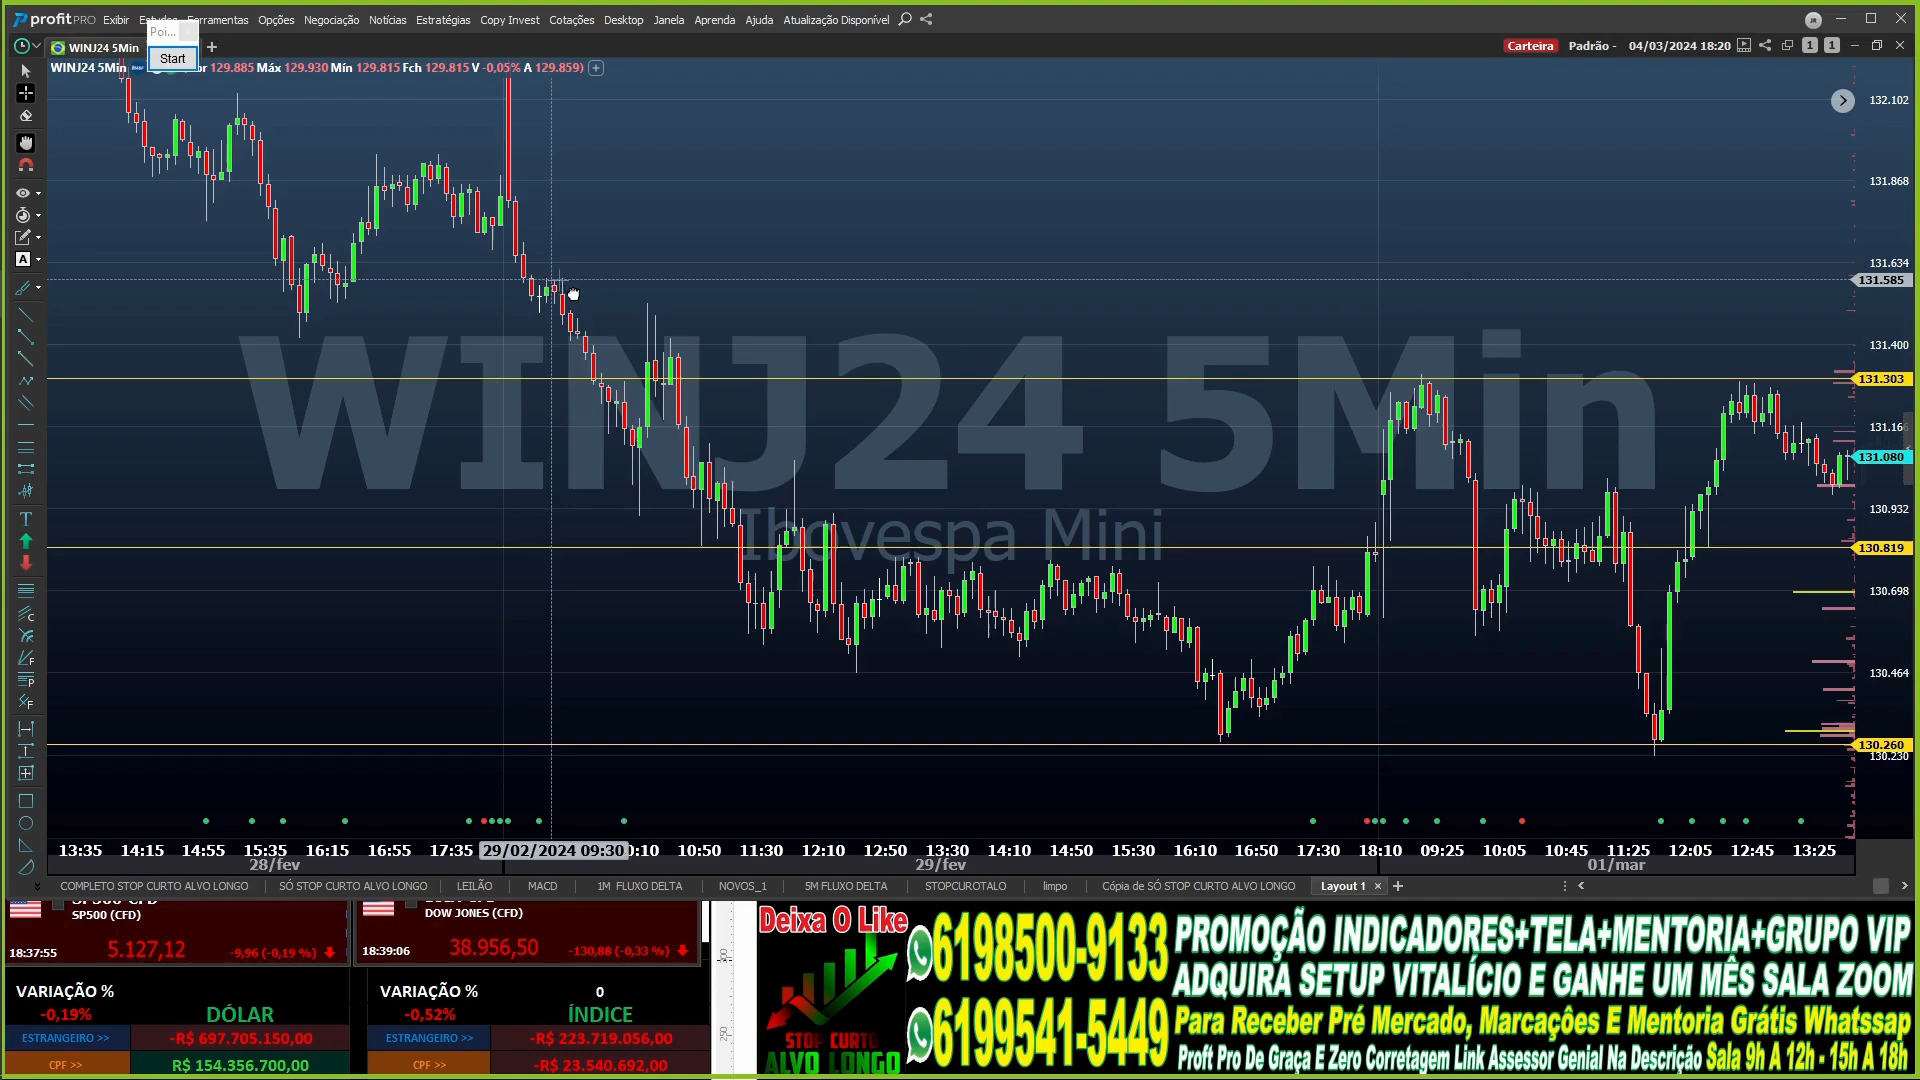 profitPRO Exibir Estudos Ferramentas Opções Negociação Notícias Estratégias Copy Invest Cotações Desktop Janela Aprenda Ajuda Atualização Disponível JR
Poi...
Start
WINJ24 5Min
Carteira Padrão - 04/03/2024 18:20 1 1
WINJ24 5Min 129.885 Máx 129.930 Mín 129.815 Fch 129.815 V -0,05% A 129.859)
132.102
131.868
131.634
131.585
131.400
131.303
131.166
131.080
130.932
130.819
130.698
130.464
130.260
130.230
WINJ24 5Min
Ibovespa Mini
13:35 14:15 14:55 15:35 16:15 16:55 17:35 29/02/2024 09:30 10:10 10:50 11:30 12:10 12:50 13:30 14:10 14:50 15:30 16:10 16:50 17:30 18:10 09:25 10:05 10:45 11:25 12:05 12:45 13:25
28/fev 29/fev 01/mar
COMPLETO STOP CURTO ALVO LONGO SÓ STOP CURTO ALVO LONGO LEILÃO MACD 1M FLUXO DELTA NOVOS_1 5M FLUXO DELTA STOPCUROTALO limpo Cópia de SÓ STOP CURTO ALVO LONGO Layout 1
SP500 (CFD)
18:37:55 5.127,12 -9,96 (-0,19 %)
DOW JONES (CFD)
18:39:06 38.956,50 -130,88 (-0,33 %)
VARIAÇÃO %
-0,19% DÓLAR
ESTRANGEIRO >> -R$ 697.705.150,00
CPF >> R$ 154.356.700,00
VARIAÇÃO % 0
-0,52% ÍNDICE
ESTRANGEIRO >> -R$ 223.719.056,00
CPF >> -R$ 23.540.692,00
Deixa O Like
STOP CURTO
ALVO LONGO
6198500-9133
6199541-5449
PROMOÇÃO INDICADORES+TELA+MENTORIA+GRUPO VIP
ADQUIRA SETUP VITALÍCIO E GANHE UM MÊS SALA ZOOM
Para Receber Pré Mercado, Marcações E Mentoria Grátis Whatssap
Proft Pro De Graça E Zero Corretagem Link Assessor Genial Na Descrição Sala 9h A 12h - 15h A 18h